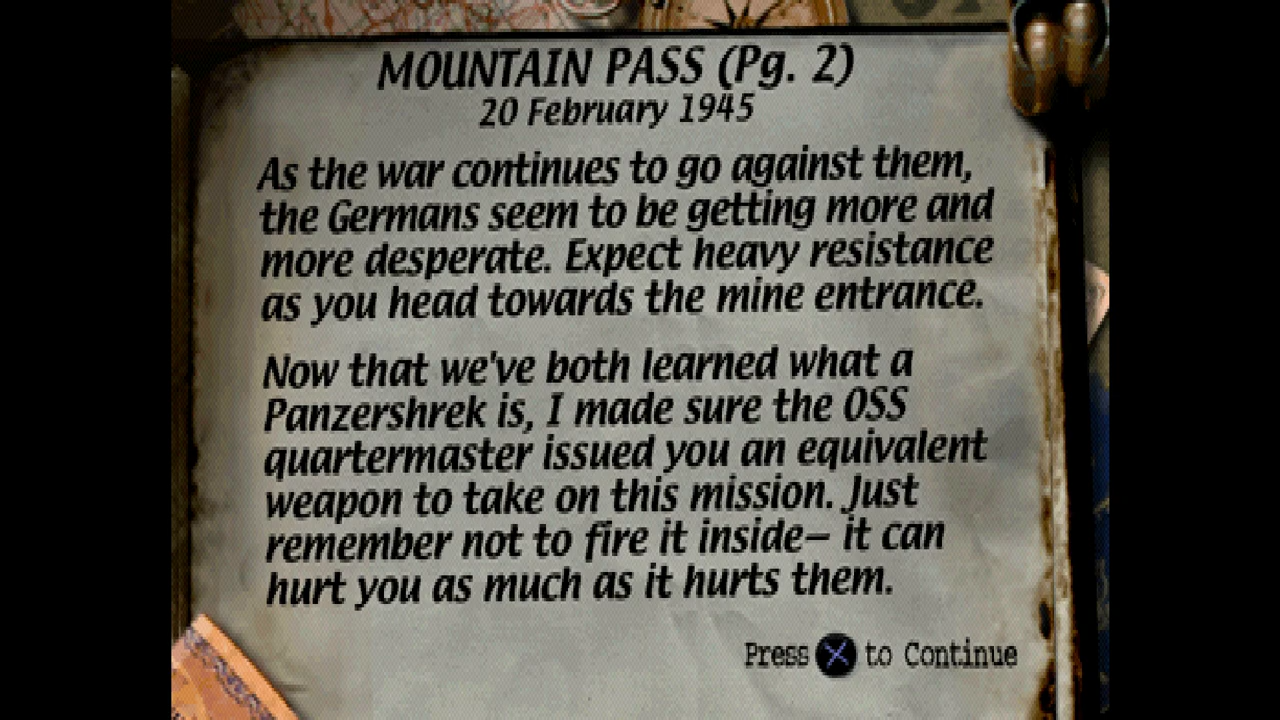 MOUNTAIN PASS (Pg. 2)
20 February 1945
As the war continues to go against them,
the Germans seem to be getting more and
more desperate. Expect heavy resistance
as you head towards the mine entrance.
Now that we've both learned what a
Panzershrek is, I made sure the OSS
quartermaster issued you an equivalent
weapon to take on this mission. Just
remember not to fire it inside– it can
hurt you as much as it hurts them.
Press X to Continue